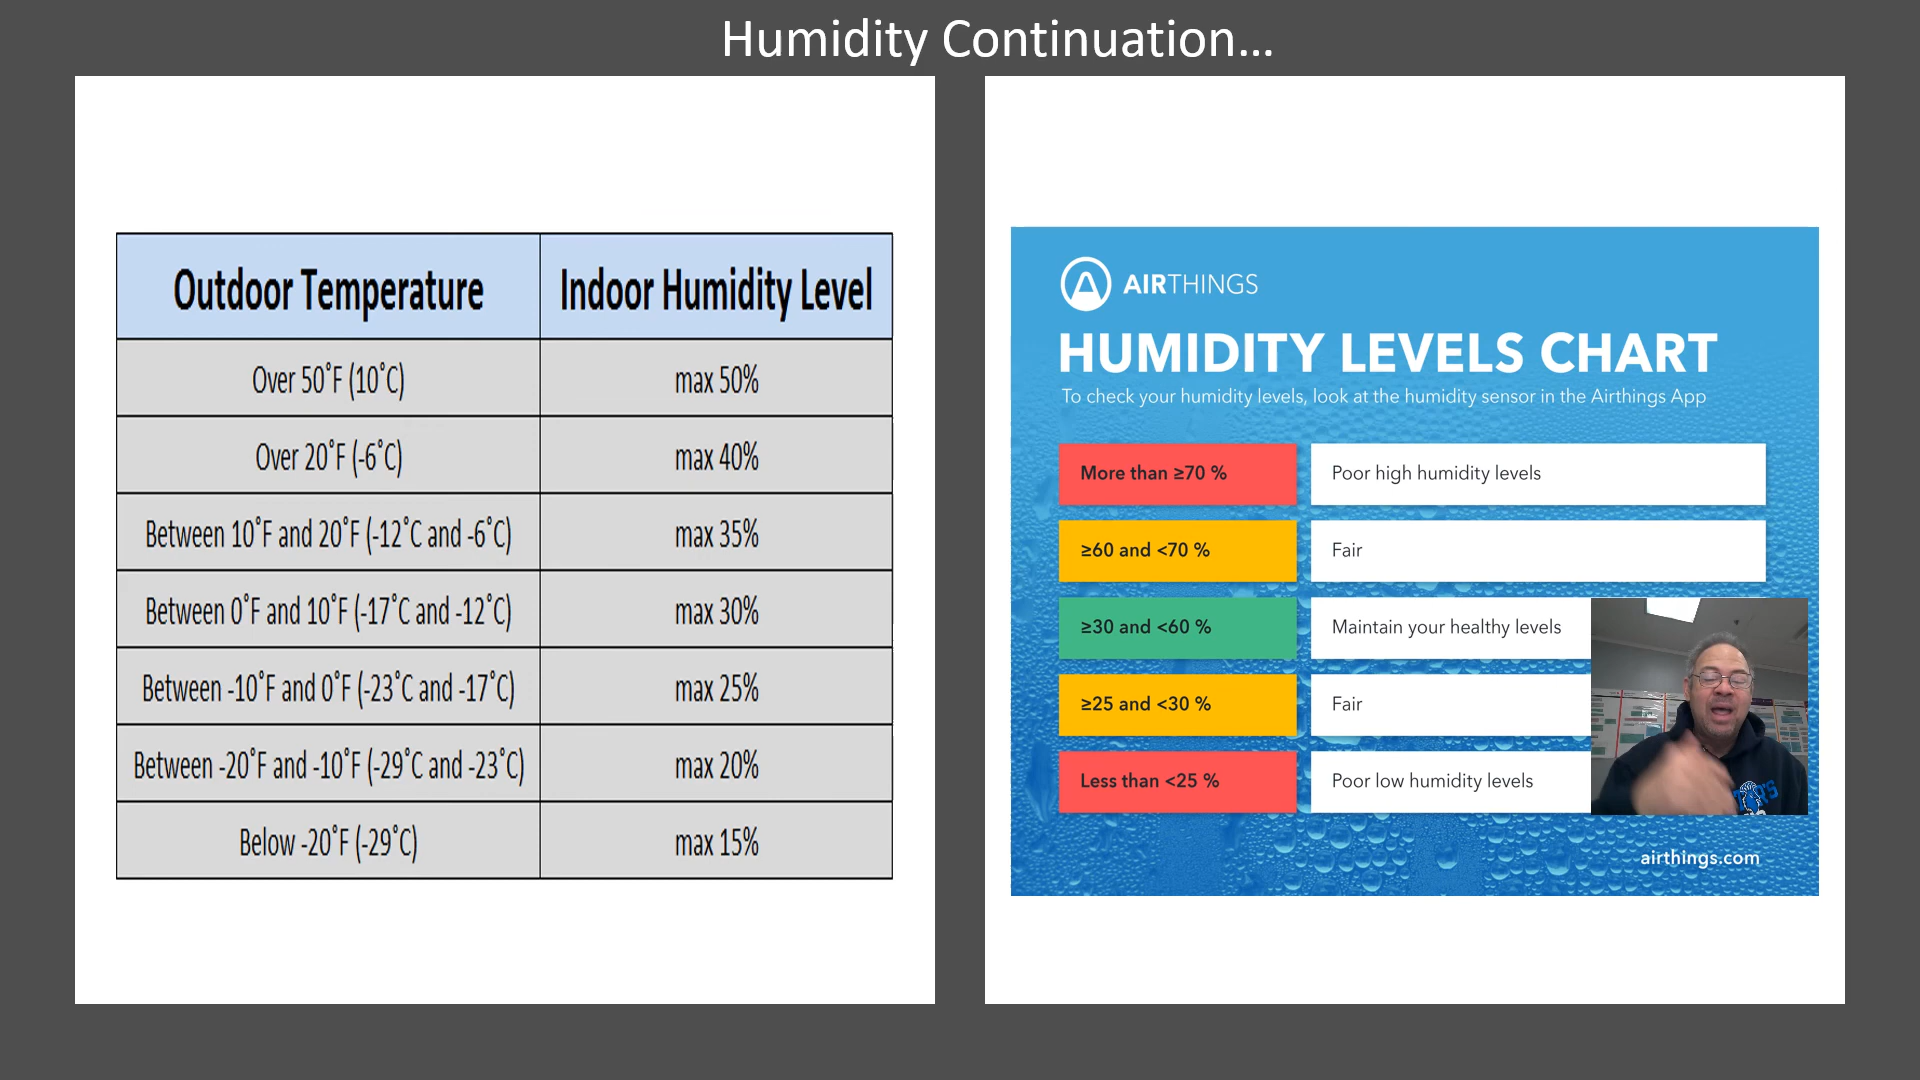 Humidity Continuation...
Outdoor Temperature Indoor Humidity Level
Over 50˚F (10˚C) max 50%
Over 20˚F (-6˚C) max 40%
Between 10˚F and 20˚F (-12˚C and -6˚C) max 35%
Between 0˚F and 10˚F (-17˚C and -12˚C) max 30%
Between -10˚F and 0˚F (-23˚C and -17˚C) max 25%
Between -20˚F and -10˚F (-29˚C and -23˚C) max 20%
Below -20˚F (-29˚C) max 15%
AIRTHINGS
HUMIDITY LEVELS CHART
To check your humidity levels, look at the humidity sensor in the Airthings App
More than ≥70 % Poor high humidity levels
≥60 and <70 % Fair
≥30 and <60 % Maintain your healthy levels
≥25 and <30 % Fair
Less than <25 % Poor low humidity levels
airthings.com